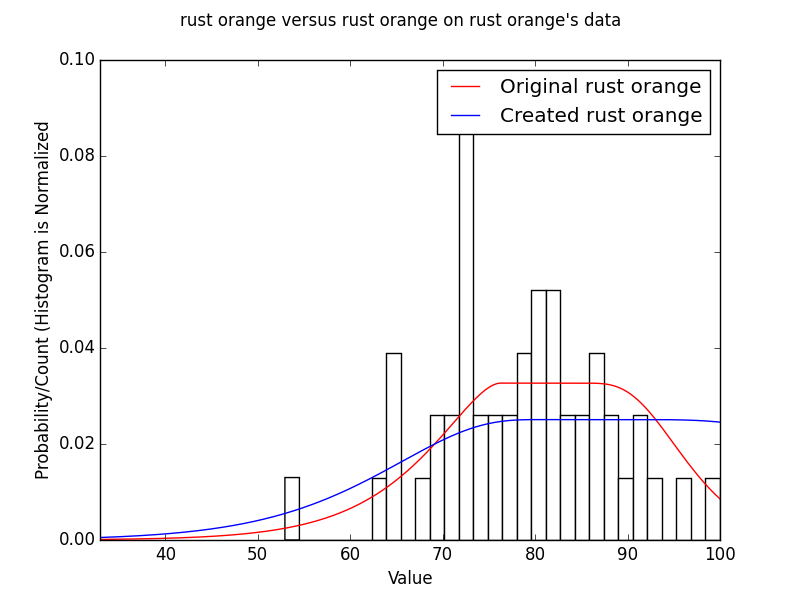 rust orange versus rust orange on rust orange's data
0.10
0.08
0.06
0.04
0.02
0.00
Probability/Count (Histogram is Normalized
Original rust orange
Created rust orange
40
50
60
70
80
90
100
Value